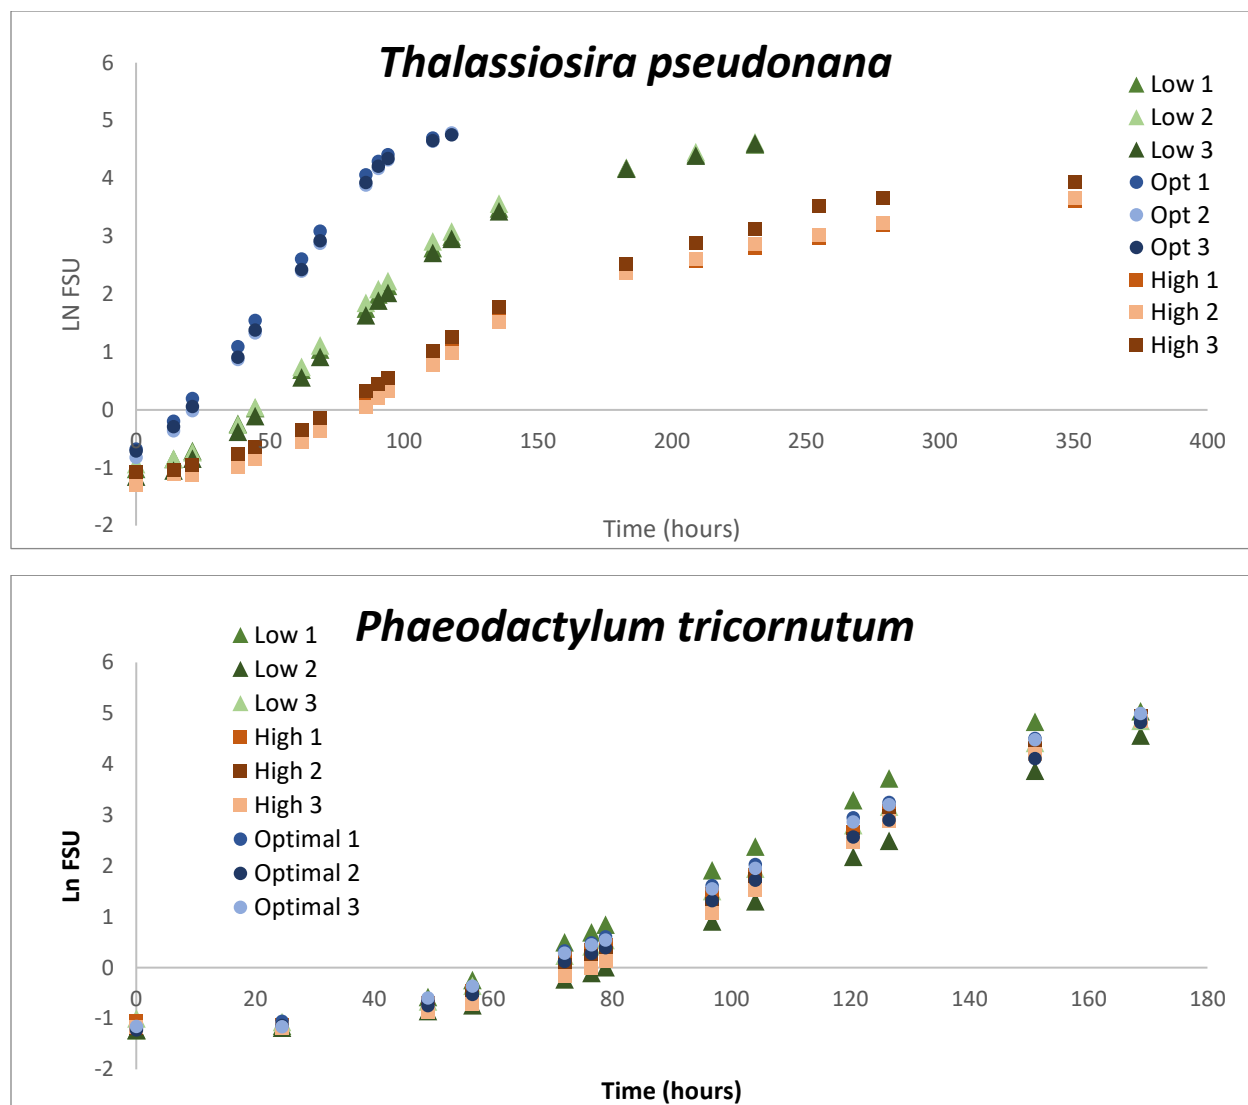 Thalassiosira pseudonana
6
5
4
3
2
1
0
-1
-2
LN FSU
0 50 100 150 200 250 300 350 400
Time (hours)
Low 1
Low 2
Low 3
Opt 1
Opt 2
Opt 3
High 1
High 2
High 3
Phaeodactylum tricornutum
Low 1
Low 2
Low 3
High 1
High 2
High 3
Optimal 1
Optimal 2
Optimal 3
6
5
4
3
2
1
0
-1
-2
Ln FSU
0 20 40 60 80 100 120 140 160 180
Time (hours)